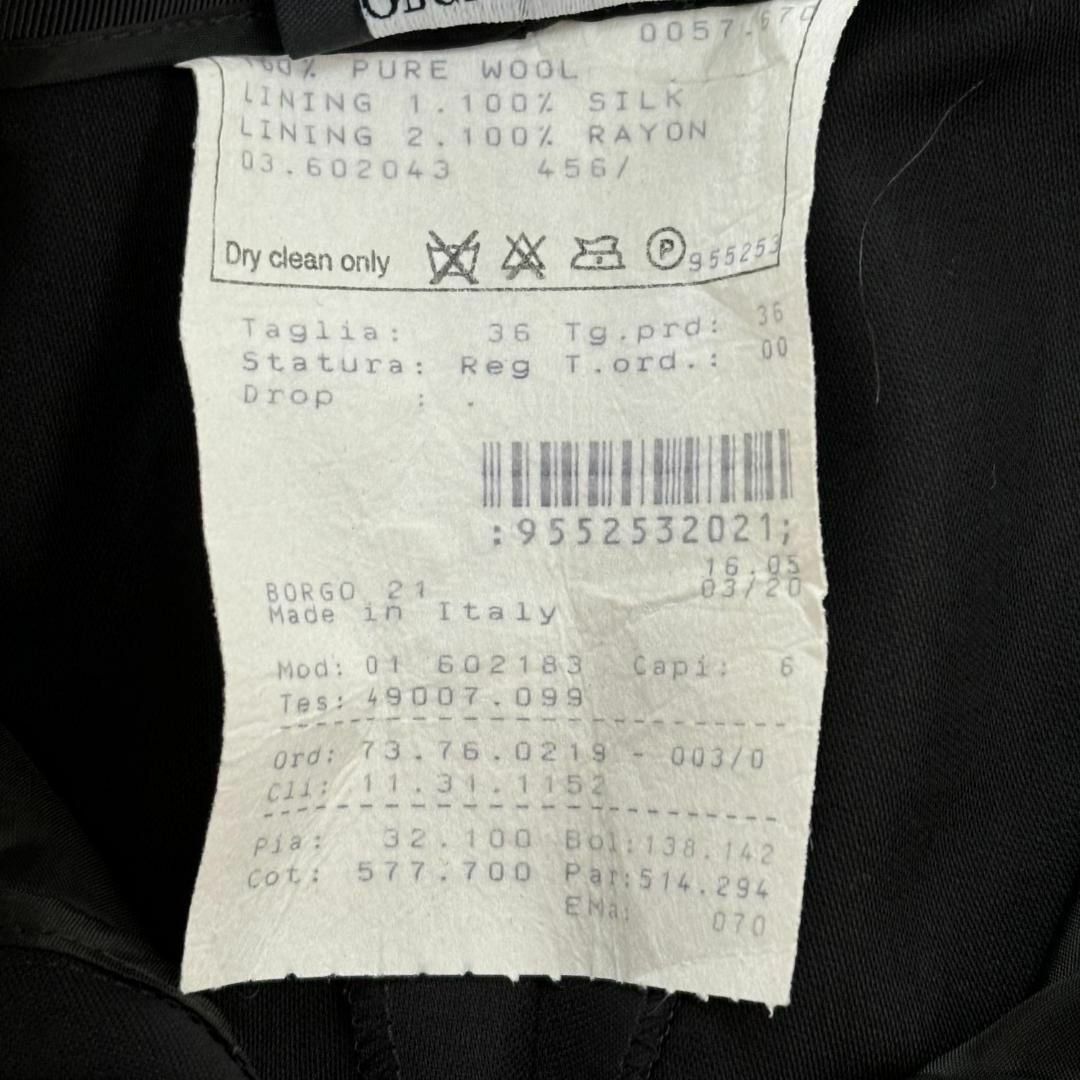 0057.670
100% PURE WOOL
LINING 1.100% SILK
LINING 2.100% RAYON
03.602043 456/
Dry clean only P 955253
Taglia: 36 Tg.prd: 36
Statura: Reg T.ord.: 00
Drop : .
:9552532021;
16.05
BORGO 21 03/20
Made in Italy
Mod: 01 602183 Capi: 6
Tes: 49007.099
Ord: 73.76.0219 - 003/0
Cli: 11.31.1152
Pia: 32.100 Bol:138.142
Cot: 577.700 Par:514.294
EMa: 070